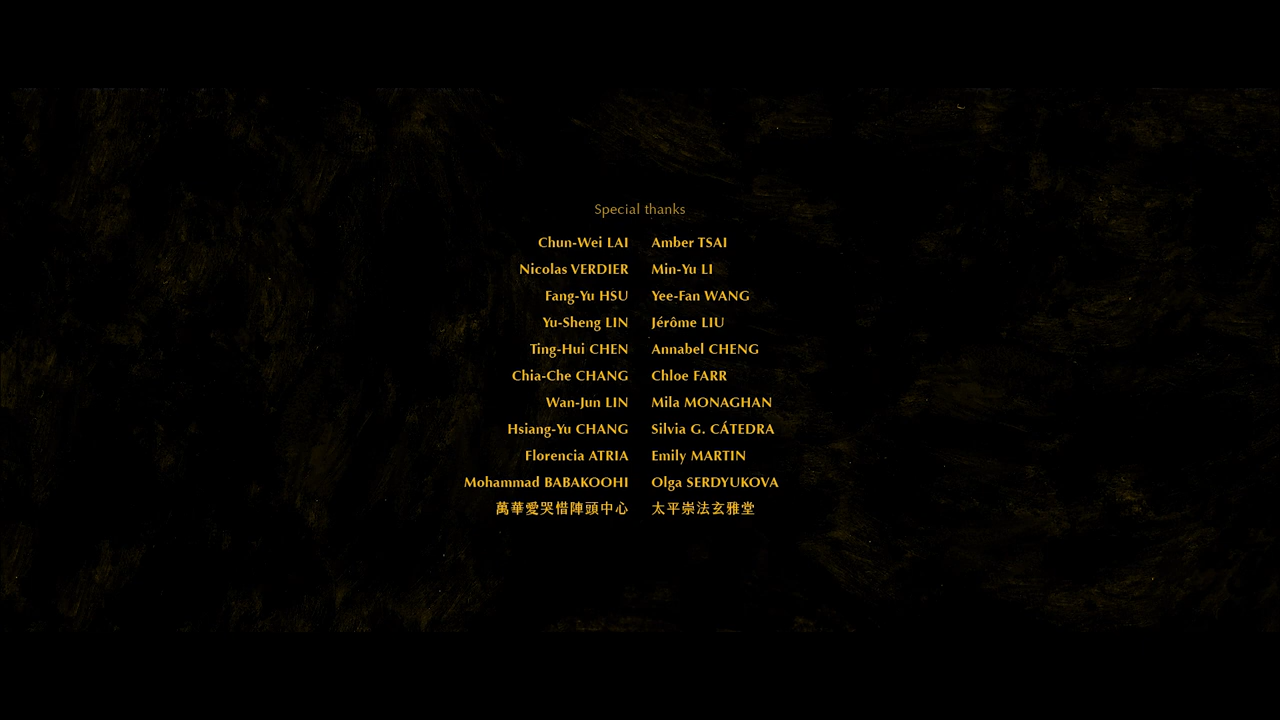 Special thanks
Chun-Wei LAI Amber TSAI
Nicolas VERDIER Min-Yu LI
Fang-Yu HSU Yee-Fan WANG
Yu-Sheng LIN Jérôme LIU
Ting-Hui CHEN Annabel CHENG
Chia-Che CHANG Chloe FARR
Wan-Jun LIN Mila MONAGHAN
Hsiang-Yu CHANG Silvia G. CÁTEDRA
Florencia ATRIA Emily MARTIN
Mohammad BABAKOOHI Olga SERDYUKOVA
萬華愛哭惜陣頭中心 太平崇法玄雅堂